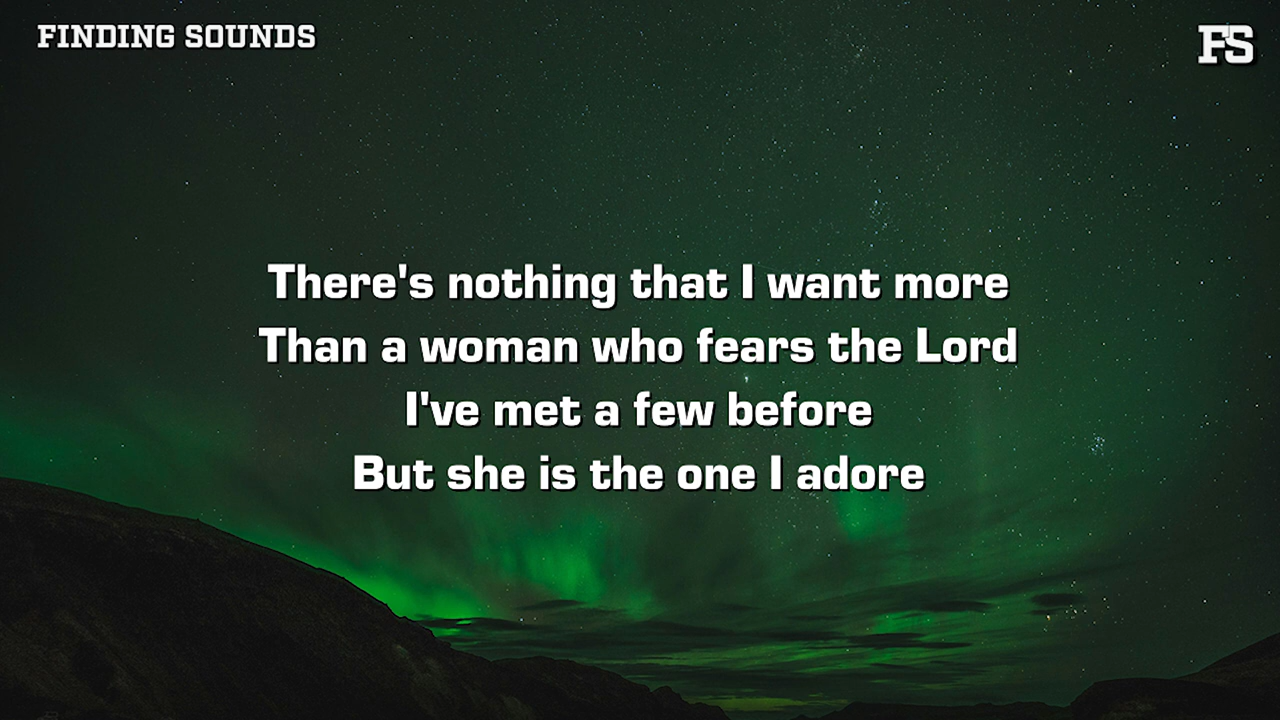 FINDING SOUNDS
FS
There's nothing that I want more
Than a woman who fears the Lord
I've met a few before
But she is the one I adore